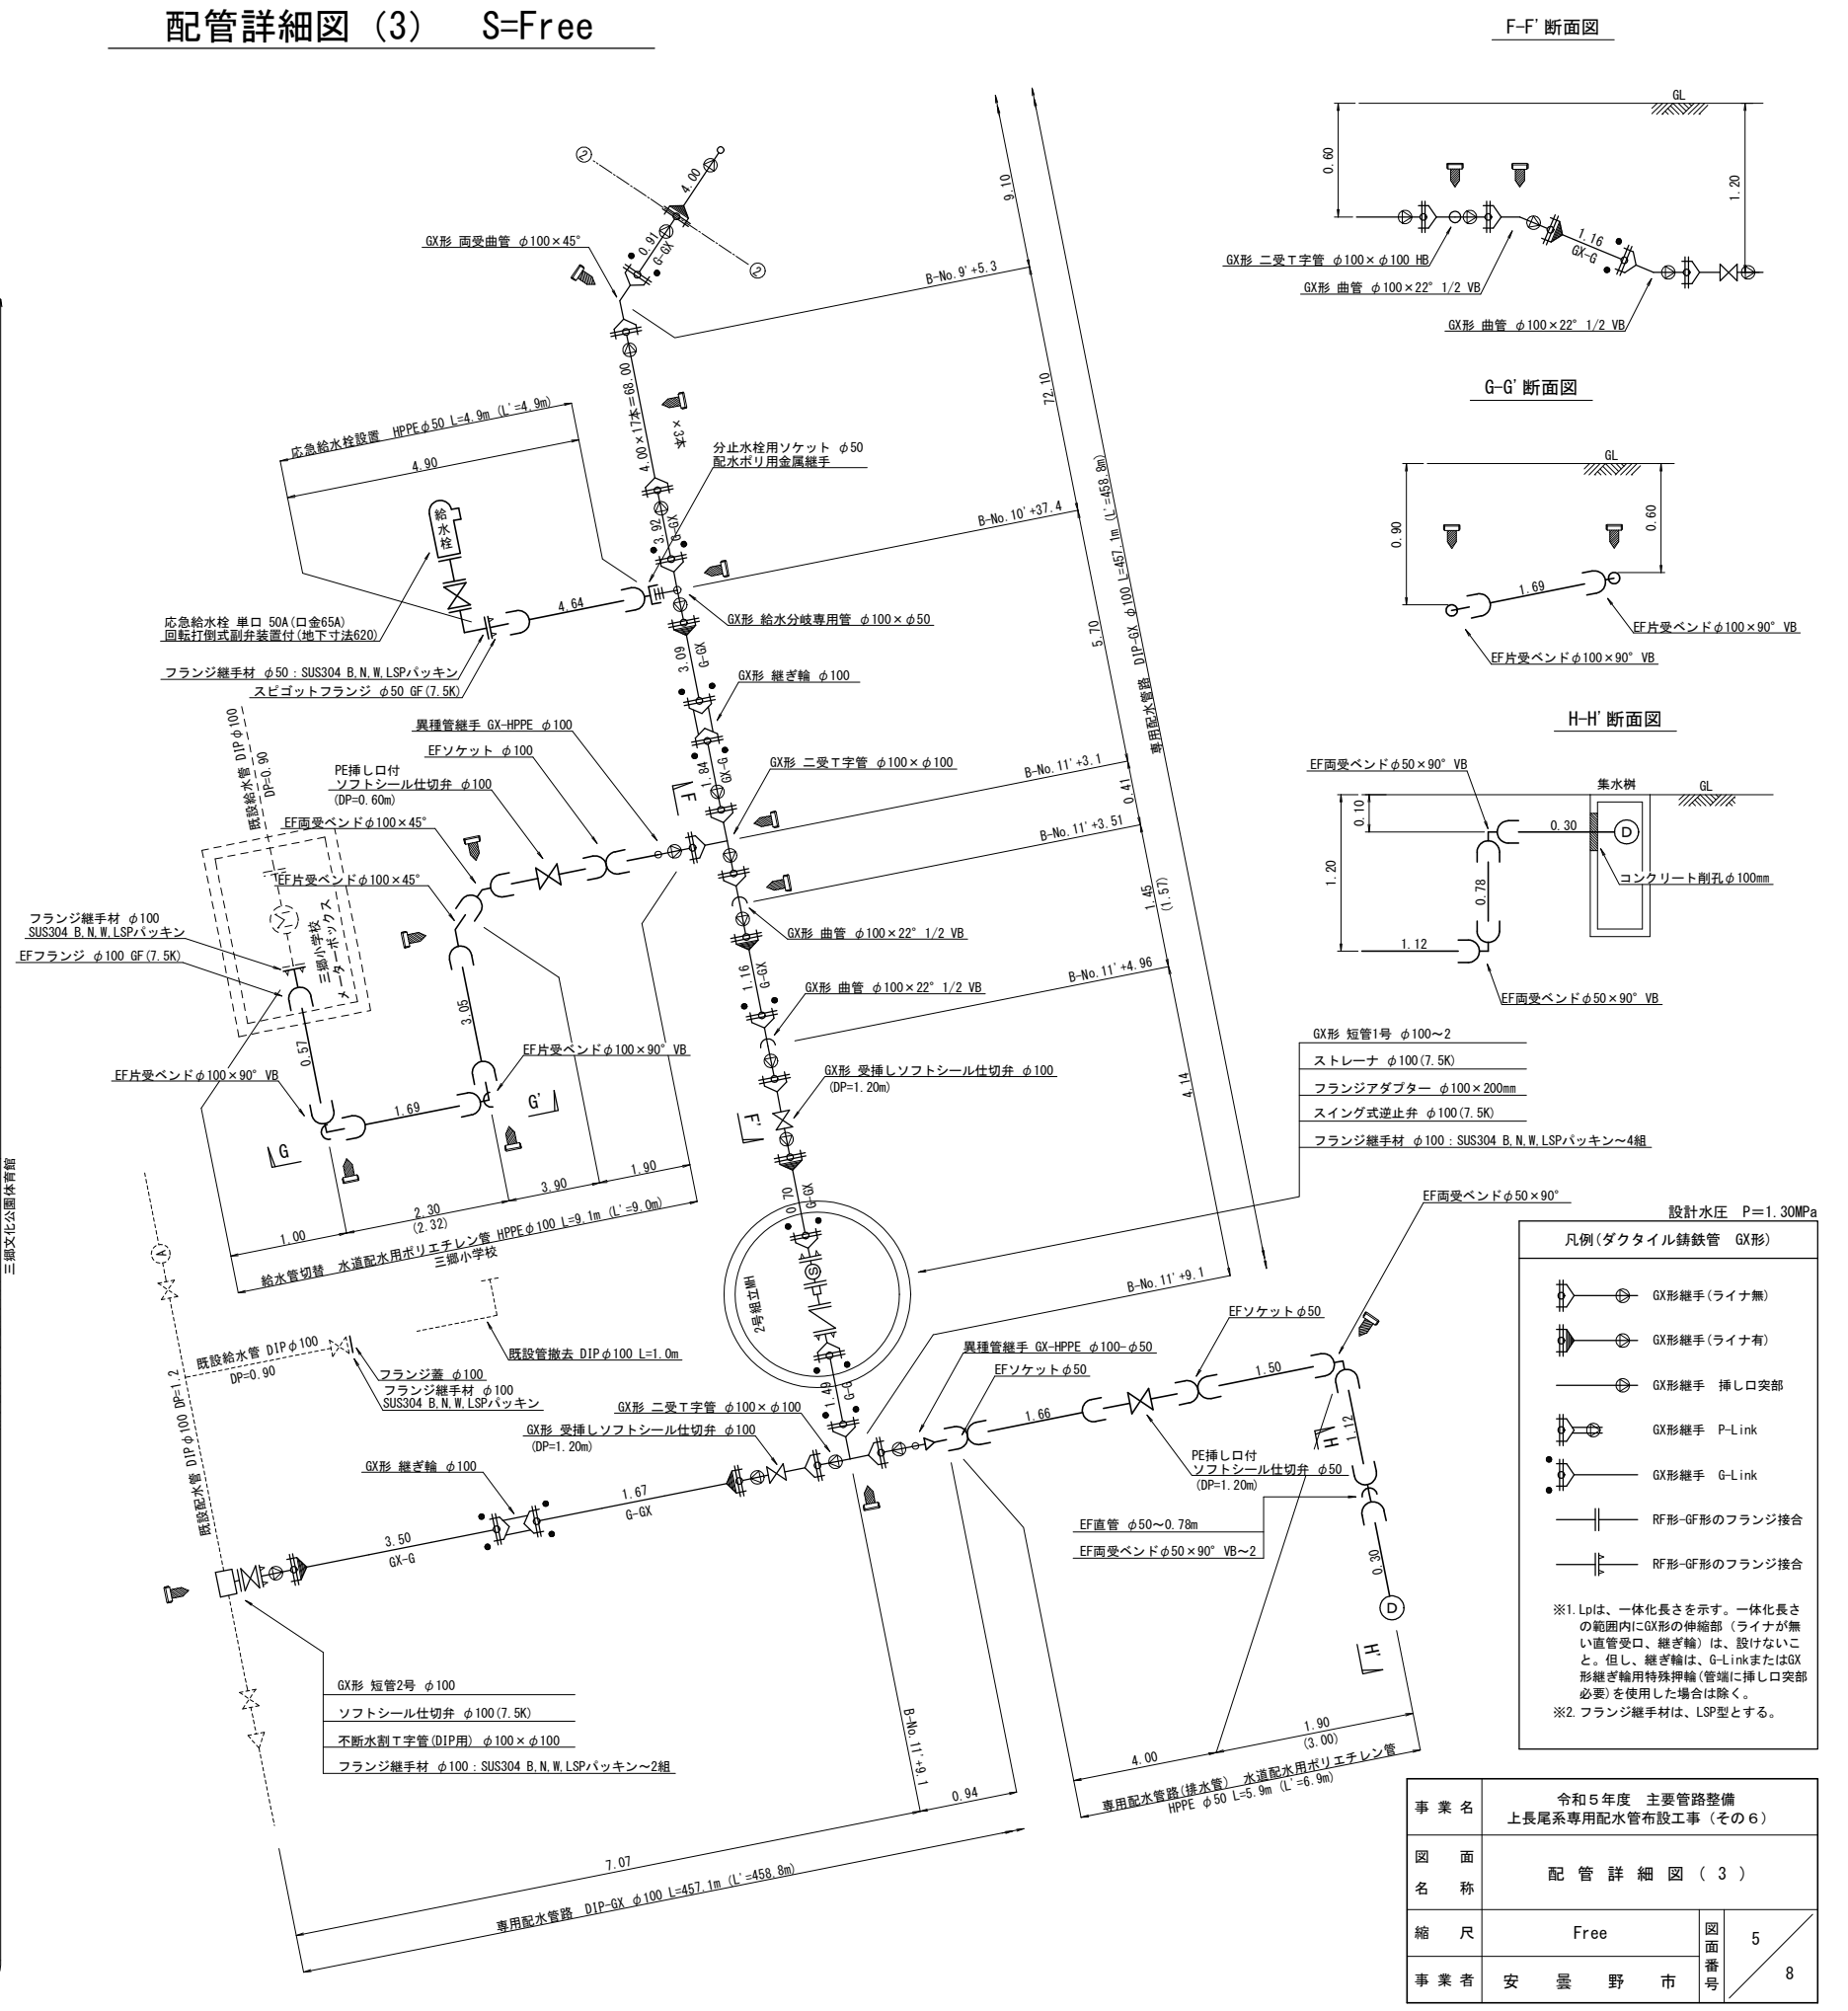 配管詳細図 (3)　S=Free
F-F' 断面図
GL
0.60
1.20
1.16
GX-G
GX形 二受T字管 φ100×φ100 HB
GX形 曲管 φ100×22° 1/2 VB
GX形 曲管 φ100×22° 1/2 VB
G-G' 断面図
GL
0.90
0.60
1.69
EF片受ベンドφ100×90° VB
EF片受ベンドφ100×90° VB
H-H' 断面図
EF両受ベンドφ50×90° VB
集水桝
GL
0.10
1.20
0.30
D
0.78
コンクリート削孔φ100mm
1.12
EF両受ベンドφ50×90° VB
②
4.00
GX形 両受曲管 φ100×45°
0.91
G-GX
②
9.10
B-No.9'+5.3
4.00×17本=68.00
×3本
72.10
応急給水栓設置　HPPEφ50 L=4.9m (L'=4.9m)
4.90
分止水栓用ソケット φ50
配水ポリ用金属継手
専用配水管路　DIP-GX φ100 L=457.1m (L'=458.8m)
給水栓
3.92
G-GX
B-No.10'+37.4
4.64
応急給水栓 単口 50A(口金65A)
回転打倒式副弁装置付(地下寸法620)
GX形 給水分岐専用管 φ100×φ50
5.70
フランジ継手材 φ50：SUS304 B,N,W,LSPパッキン
スピゴットフランジ φ50 GF(7.5K)
3.09
G-GX
GX形 継ぎ輪 φ100
既設給水管 DIPφ100
DP=0.90
異種管継手 GX-HPPE φ100
EFソケット φ100
PE挿し口付
ソフトシール仕切弁 φ100
(DP=0.60m)
1.84
GX-G
GX形 二受T字管 φ100×φ100
B-No.11'+3.1
0.41
F
EF両受ベンドφ100×45°
B-No.11'+3.51
EF片受ベンドφ100×45°
フランジ継手材 φ100
SUS304 B,N,W,LSPパッキン
三郷小学校
メーターボックス
1.45
(1.57)
EFフランジ φ100 GF(7.5K)
GX形 曲管 φ100×22° 1/2 VB
1.16
G-GX
B-No.11'+4.96
GX形 曲管 φ100×22° 1/2 VB
3.05
0.57
EF片受ベンドφ100×90° VB
EF片受ベンドφ100×90° VB
GX形 受挿しソフトシール仕切弁 φ100
(DP=1.20m)
4.14
GX形 短管1号 φ100～2
ストレーナ φ100(7.5K)
フランジアダプター φ100×200mm
スイング式逆止弁 φ100(7.5K)
フランジ継手材 φ100：SUS304 B,N,W,LSPパッキン～4組
1.69
G'
G
F'
1.00
2.30
(2.32)
3.90
1.90
給水管切替　水道配水用ポリエチレン管 HPPEφ100 L=9.1m (L'=9.0m)
三郷小学校
三郷文化公園体育館
A
0.70
G-GX
S
2号組立MH
B-No.11'+9.1
EF両受ベンドφ50×90°
EFソケットφ50
既設給水管 DIPφ100
DP=0.90
既設管撤去 DIPφ100 L=1.0m
フランジ蓋 φ100
フランジ継手材 φ100
SUS304 B,N,W,LSPパッキン
異種管継手 GX-HPPE φ100-φ50
EFソケットφ50
1.50
1.49
G-G
既設配水管 DIPφ100 DP=1.2
GX形 二受T字管 φ100×φ100
GX形 受挿しソフトシール仕切弁 φ100
(DP=1.20m)
1.66
1.12
H
PE挿し口付
ソフトシール仕切弁 φ50
(DP=1.20m)
GX形 継ぎ輪 φ100
1.67
G-GX
3.50
GX-G
EF直管 φ50～0.78m
EF両受ベンドφ50×90° VB～2
0.30
D
H'
GX形 短管2号 φ100
ソフトシール仕切弁 φ100(7.5K)
不断水割T字管(DIP用) φ100×φ100
フランジ継手材 φ100：SUS304 B,N,W,LSPパッキン～2組
B-No.11'+9.1
0.94
4.00
1.90
(3.00)
専用配水管路(排水管)　水道配水用ポリエチレン管
HPPE φ50 L=5.9m (L'=6.9m)
7.07
専用配水管路　DIP-GX φ100 L=457.1m (L'=458.8m)
設計水圧　P＝1.30MPa
凡例(ダクタイル鋳鉄管　GX形)
GX形継手(ライナ無)
GX形継手(ライナ有)
GX形継手　挿し口突部
GX形継手　P-Link
GX形継手　G-Link
RF形-GF形のフランジ接合
RF形-GF形のフランジ接合
※1. Lpは、一体化長さを示す。一体化長さ
の範囲内にGX形の伸縮部（ライナが無
い直管受口、継ぎ輪）は、設けないこ
と。但し、継ぎ輪は、G-LinkまたはGX
形継ぎ輪用特殊押輪(管端に挿し口突部
必要)を使用した場合は除く。
※2. フランジ継手材は、LSP型とする。
事業名
令和５年度　主要管路整備
上長尾系専用配水管布設工事（その６）
図面名称
配管詳細図(3)
縮尺
Free
図面番号
5
8
事業者
安曇野市